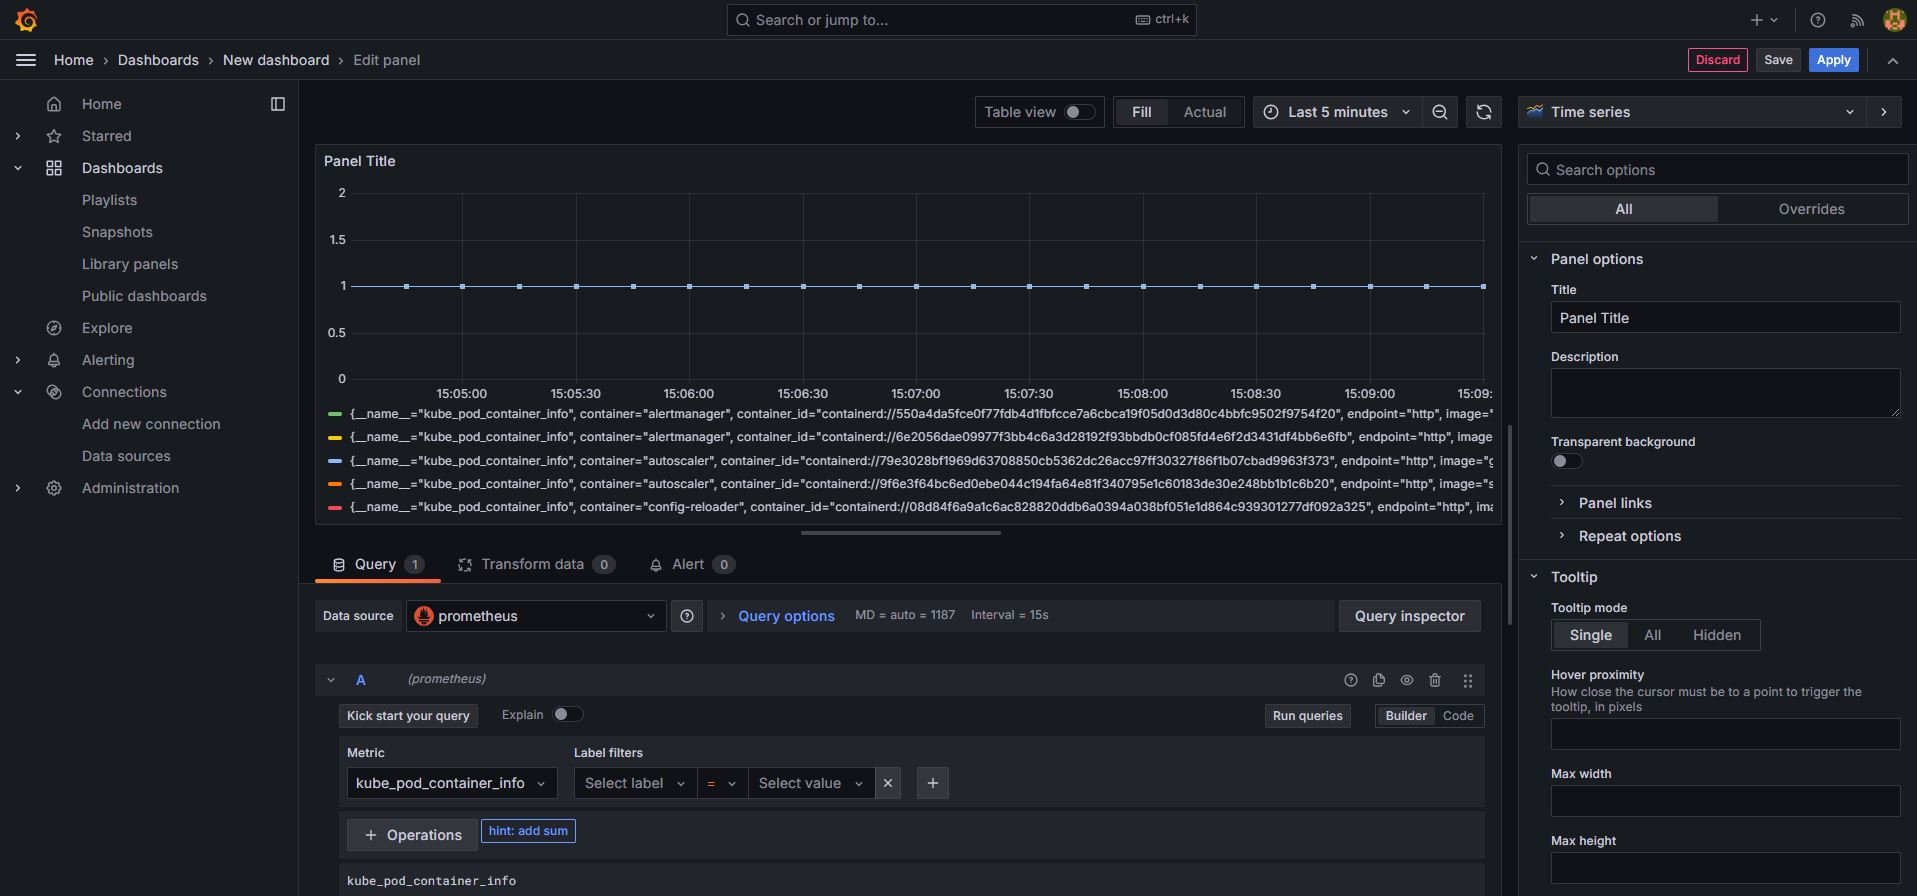 Search or jump to...
ctrl+k
Home
Dashboards
New dashboard
Edit panel
Discard
Save
Apply
Home
Starred
Dashboards
Playlists
Snapshots
Library panels
Public dashboards
Explore
Alerting
Connections
Add new connection
Data sources
Administration
Table view
Fill
Actual
Last 5 minutes
Time series
Panel Title
2
1.5
1
0.5
0
15:05:00
15:05:30
15:06:00
15:06:30
15:07:00
15:07:30
15:08:00
15:08:30
15:09:00
15:09:
{__name__="kube_pod_container_info", container="alertmanager", container_id="containerd://550a4da5fce0f77fdb4d1fbfcce7a6cbca19f05d0d3d80c4bbfc9502f9754f20", endpoint="http", image="
{__name__="kube_pod_container_info", container="alertmanager", container_id="containerd://6e2056dae09977f3bb4c6a3d28192f93bbdb0cf085fd4e6f2d3431df4bb6e6fb", endpoint="http", image
{__name__="kube_pod_container_info", container="autoscaler", container_id="containerd://79e3028bf1969d63708850cb5362dc26acc97ff30327f86f1b07cbad9963f373", endpoint="http", image="g
{__name__="kube_pod_container_info", container="autoscaler", container_id="containerd://9f6e3f64bc6ed0ebe044c194fa64e81f340795e1c60183de30e248bb1b1c6b20", endpoint="http", image="s
{__name__="kube_pod_container_info", container="config-reloader", container_id="containerd://08d84f6a9a1c6ac828820ddb6a0394a038bf051e1d864c939301277df092a325", endpoint="http", ima
Query 1
Transform data 0
Alert 0
Data source
prometheus
Query options
MD = auto = 1187
Interval = 15s
Query inspector
A
(prometheus)
Kick start your query
Explain
Run queries
Builder
Code
Metric
Label filters
kube_pod_container_info
Select label
=
Select value
+ Operations
hint: add sum
kube_pod_container_info
Search options
All
Overrides
Panel options
Title
Panel Title
Description
Transparent background
Panel links
Repeat options
Tooltip
Tooltip mode
Single
All
Hidden
Hover proximity
How close the cursor must be to a point to trigger the
tooltip, in pixels
Max width
Max height